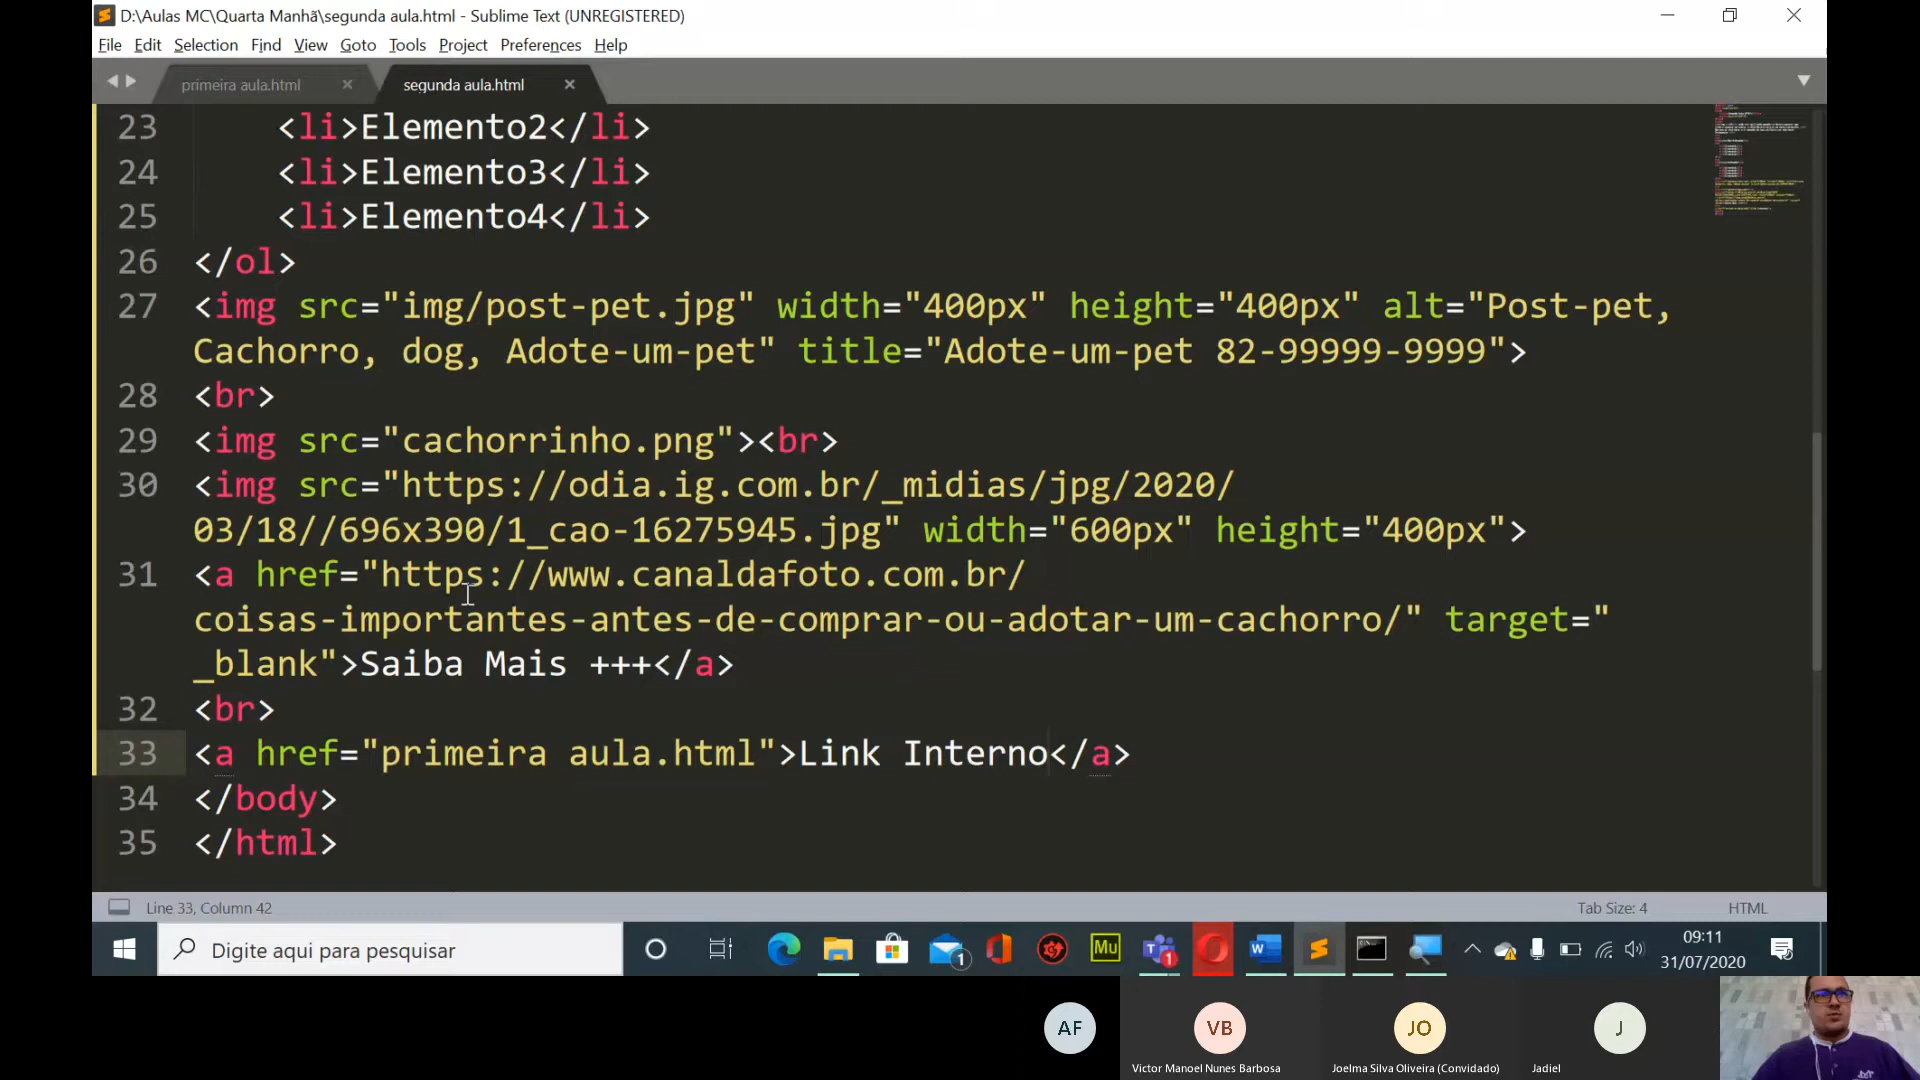 D:\Aulas MC\Quarta Manhã\segunda aula.html - Sublime Text (UNREGISTERED)
File Edit Selection Find View Goto Tools Project Preferences Help
primeira aula.html × segunda aula.html ×
23 <li>Elemento2</li>
24 <li>Elemento3</li>
25 <li>Elemento4</li>
26 </ol>
27 <img src="img/post-pet.jpg" width="400px" height="400px" alt="Post-pet,
Cachorro, dog, Adote-um-pet" title="Adote-um-pet 82-99999-9999">
28 <br>
29 <img src="cachorrinho.png"><br>
30 <img src="https://odia.ig.com.br/_midias/jpg/2020/
03/18//696x390/1_cao-16275945.jpg" width="600px" height="400px">
31 <a href="https://www.canaldafoto.com.br/
coisas-importantes-antes-de-comprar-ou-adotar-um-cachorro/" target="
_blank">Saiba Mais +++</a>
32 <br>
33 <a href="primeira aula.html">Link Interno</a>
34 </body>
35 </html>
Line 33, Column 42 Tab Size: 4 HTML
Digite aqui para pesquisar
1
Mu
1
09:11
31/07/2020
AF VB JO J
Victor Manoel Nunes Barbosa Joelma Silva Oliveira (Convidado) Jadiel